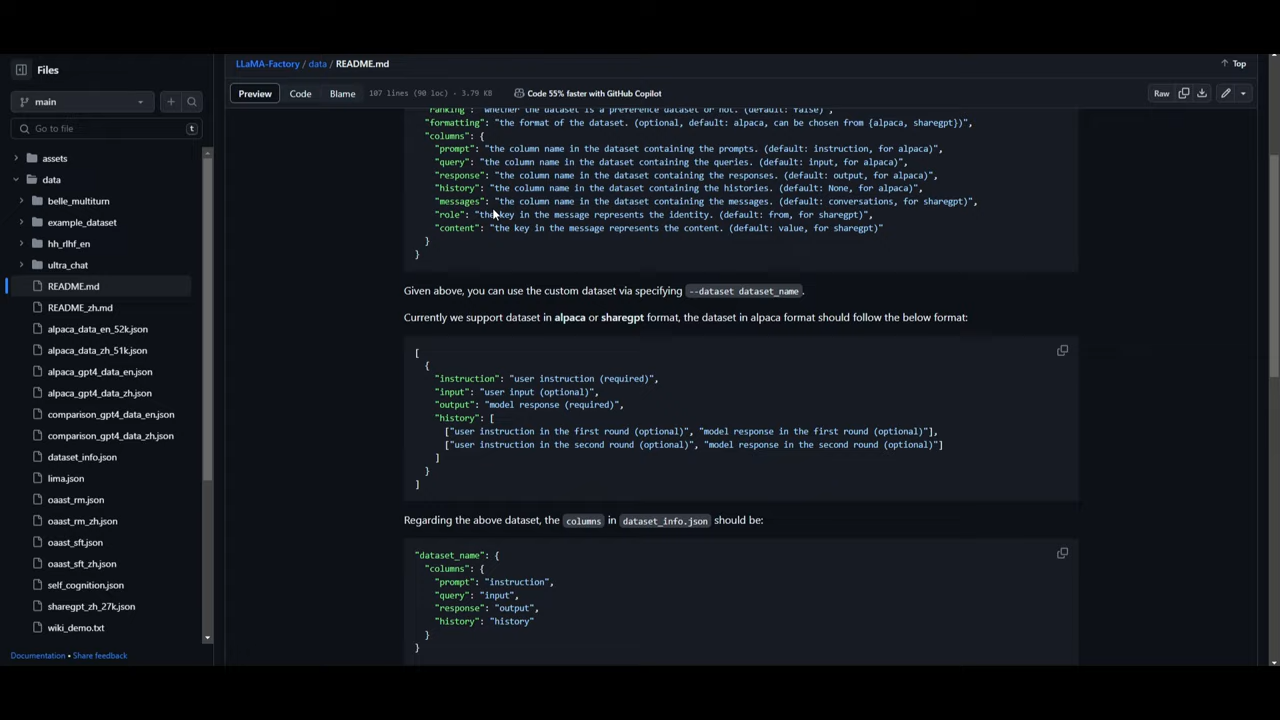 Files
main
Go to file
t
assets
data
belle_multiturn
example_dataset
hh_rlhf_en
ultra_chat
README.md
README_zh.md
alpaca_data_en_52k.json
alpaca_data_zh_51k.json
alpaca_gpt4_data_en.json
alpaca_gpt4_data_zh.json
comparison_gpt4_data_en.json
comparison_gpt4_data_zh.json
dataset_info.json
lima.json
oaast_rm.json
oaast_rm_zh.json
oaast_sft.json
oaast_sft_zh.json
self_cognition.json
sharegpt_zh_27k.json
wiki_demo.txt
Documentation • Share feedback
LLaMA-Factory / data / README.md
Top
Preview Code Blame 107 lines (90 loc) · 3.79 KB Code 55% faster with GitHub Copilot Raw
"ranking": "whether the dataset is a preference dataset or not. (default: false)",
"formatting": "the format of the dataset. (optional, default: alpaca, can be chosen from {alpaca, sharegpt})",
"columns": {
"prompt": "the column name in the dataset containing the prompts. (default: instruction, for alpaca)",
"query": "the column name in the dataset containing the queries. (default: input, for alpaca)",
"response": "the column name in the dataset containing the responses. (default: output, for alpaca)",
"history": "the column name in the dataset containing the histories. (default: None, for alpaca)",
"messages": "the column name in the dataset containing the messages. (default: conversations, for sharegpt)",
"role": "the key in the message represents the identity. (default: from, for sharegpt)",
"content": "the key in the message represents the content. (default: value, for sharegpt)"
}
}
Given above, you can use the custom dataset via specifying --dataset dataset_name.
Currently we support dataset in alpaca or sharegpt format, the dataset in alpaca format should follow the below format:
[
{
"instruction": "user instruction (required)",
"input": "user input (optional)",
"output": "model response (required)",
"history": [
["user instruction in the first round (optional)", "model response in the first round (optional)"],
["user instruction in the second round (optional)", "model response in the second round (optional)"]
]
}
]
Regarding the above dataset, the columns in dataset_info.json should be:
"dataset_name": {
"columns": {
"prompt": "instruction",
"query": "input",
"response": "output",
"history": "history"
}
}